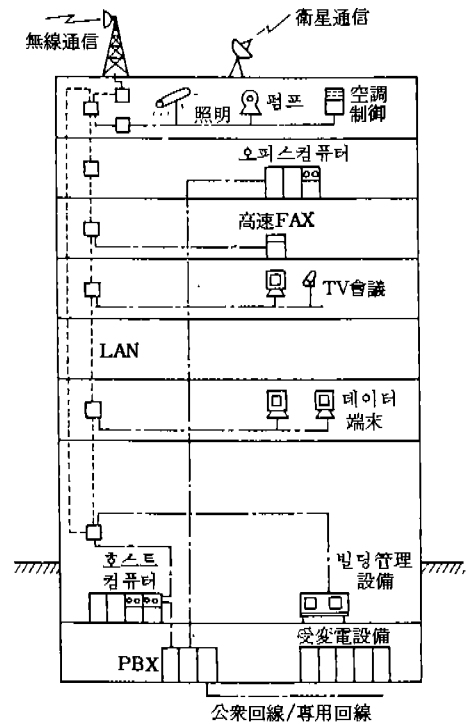 衛星通信
無線通信
照明
펌프
空調
制御
오피스컴퓨터
高速FAX
TV會議
LAN
데이터
端末
호스트
컴퓨터
빌딩管理
設備
PBX
受変電設備
公衆回線/専用回線